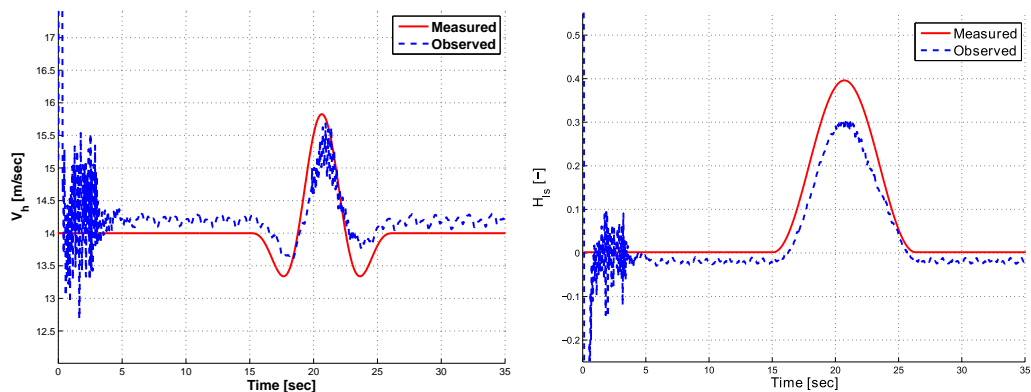 17
16.5
16
15.5
15
14.5
14
13.5
13
12.5
0 5 10 15 20 25 30 35
V_h [m/sec]
Time [sec]
Measured
Observed
0.5
0.4
0.3
0.2
0.1
0
−0.1
−0.2
0 5 10 15 20 25 30 35
H_ls [−]
Time [sec]
Measured
Observed